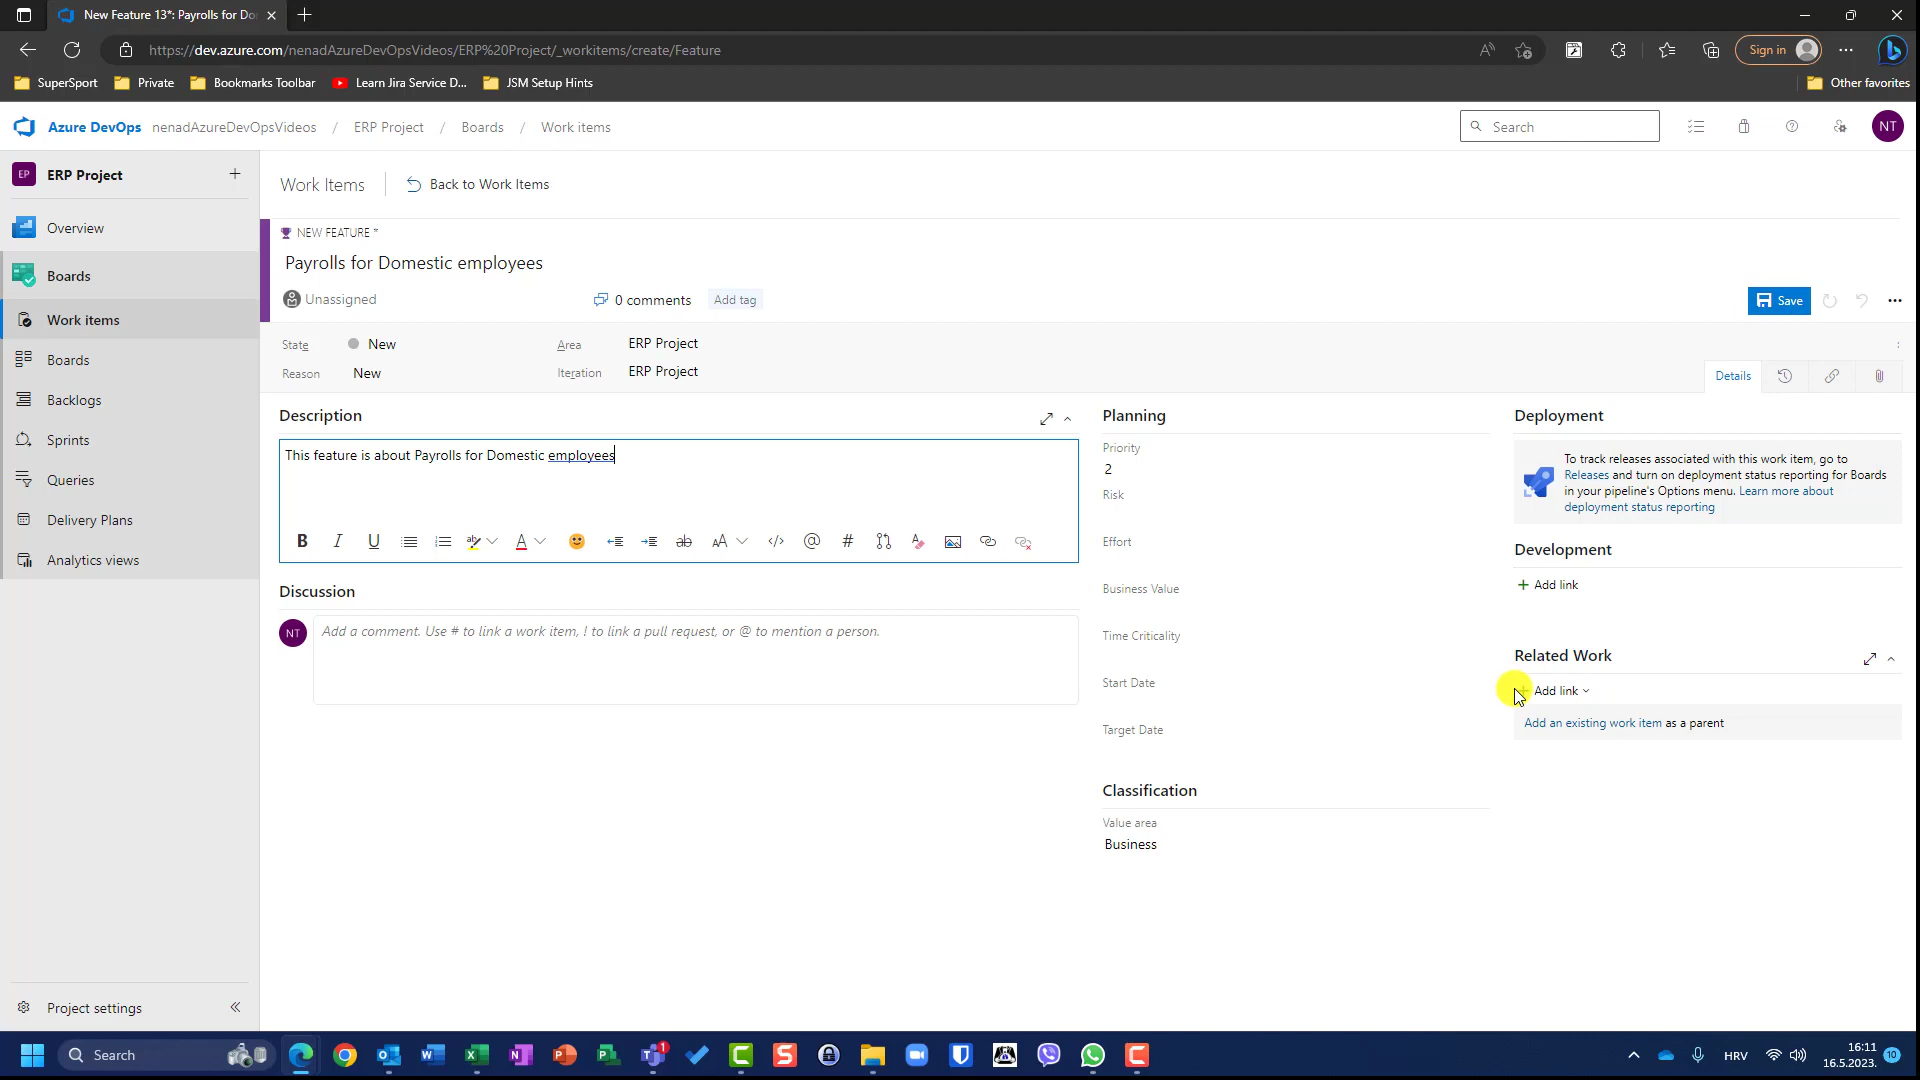 New Feature 13*: Payrolls for Do
https://dev.azure.com/nenadAzureDevOpsVideos/ERP%20Project/_workitems/create/Feature
Sign in
SuperSport
Private
Bookmarks Toolbar
Learn Jira Service D...
JSM Setup Hints
Other favorites
Azure DevOps
nenadAzureDevOpsVideos / ERP Project / Boards / Work items
Search
NT
EP
ERP Project
Overview
Boards
Work items
Boards
Backlogs
Sprints
Queries
Delivery Plans
Analytics views
Project settings
Work Items
Back to Work Items
NEW FEATURE *
Payrolls for Domestic employees
Unassigned
0 comments
Add tag
Save
State
New
Area
ERP Project
Reason
New
Iteration
ERP Project
Details
Description
This feature is about Payrolls for Domestic employees
Discussion
NT
Add a comment. Use # to link a work item, ! to link a pull request, or @ to mention a person.
Planning
Priority
2
Risk
Effort
Business Value
Time Criticality
Start Date
Target Date
Classification
Value area
Business
Deployment
To track releases associated with this work item, go to
Releases and turn on deployment status reporting for Boards
in your pipeline's Options menu. Learn more about
deployment status reporting
Development
Add link
Related Work
Add link
Add an existing work item as a parent
Search
1
HRV
16:11
16.5.2023.
10